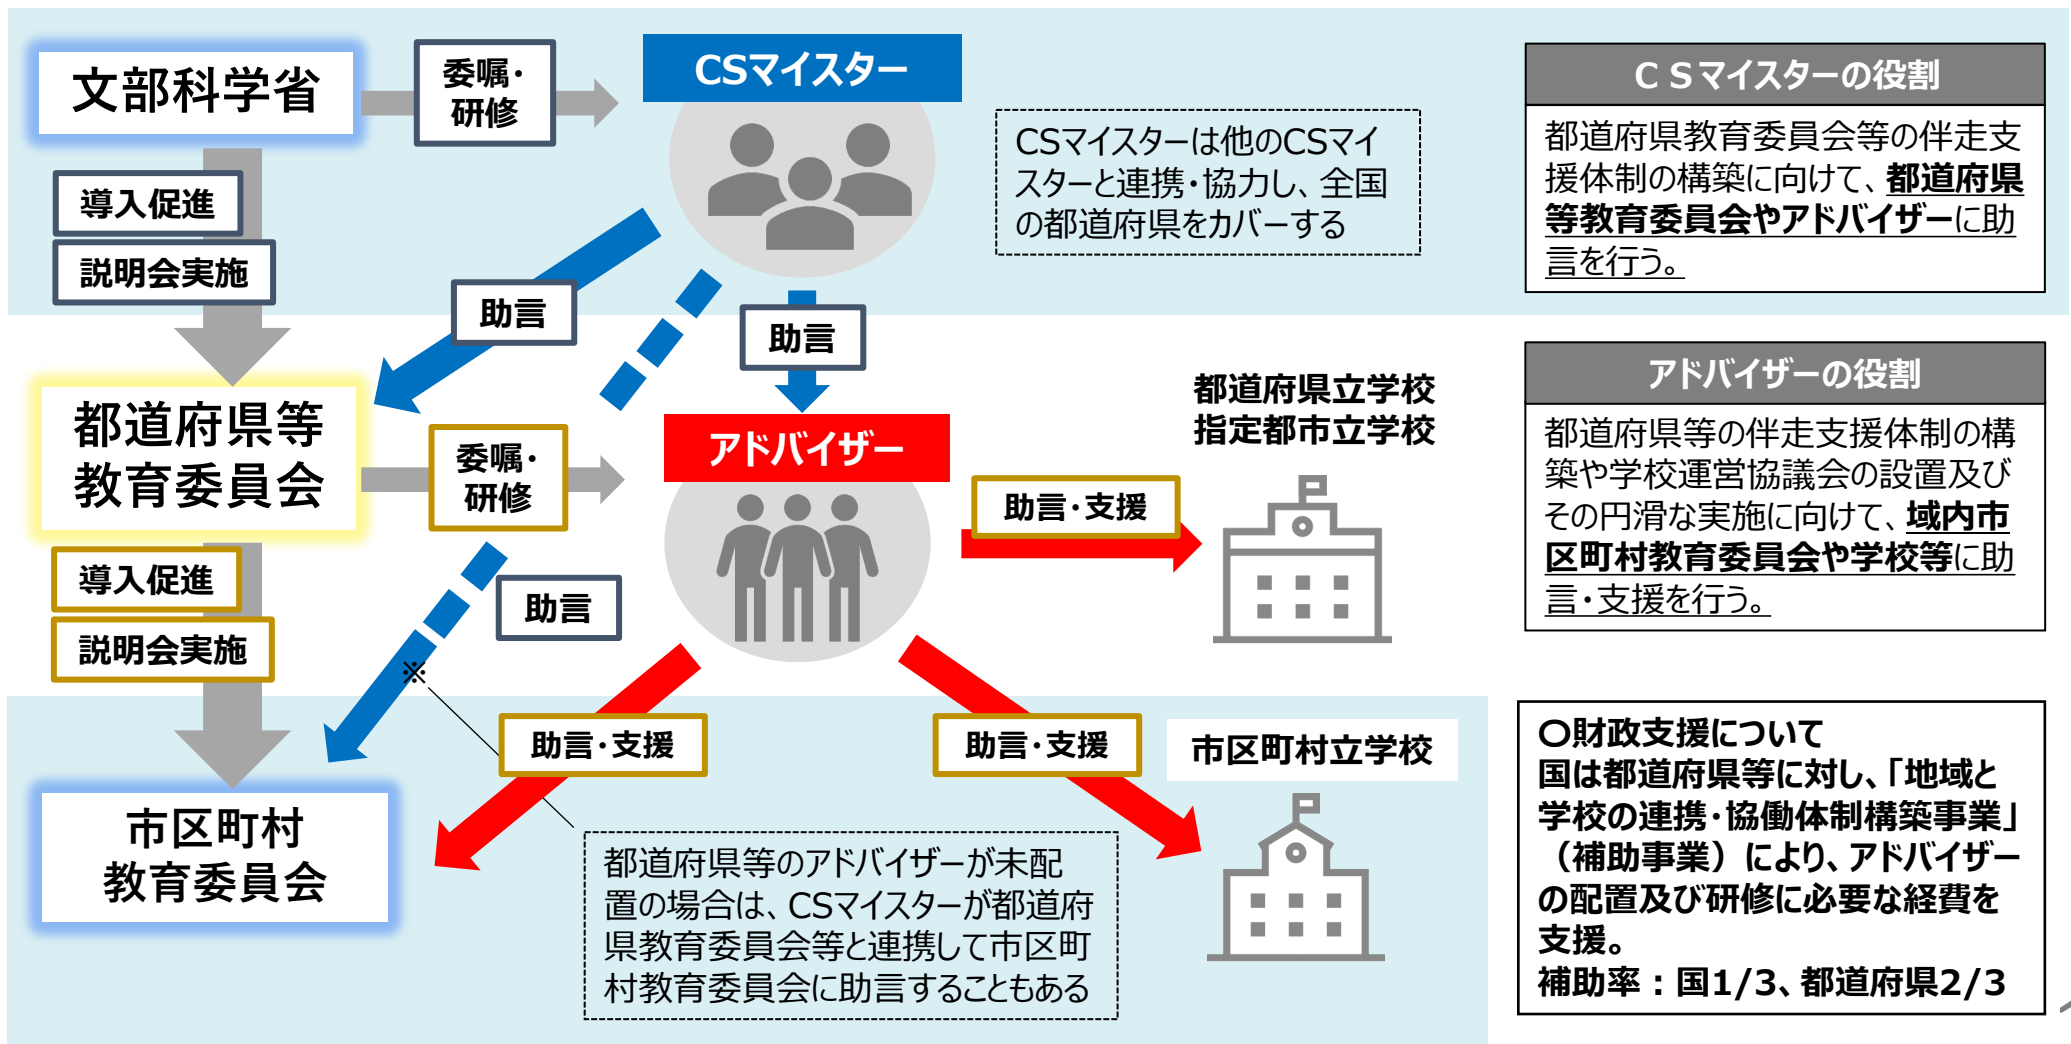 文部科学省
委嘱・
研修
CSマイスター
CSマイスターは他のCSマイ
スターと連携・協力し、全国
の都道府県をカバーする
ＣＳマイスターの役割
都道府県教育委員会等の伴走支
援体制の構築に向けて、都道府県
等教育委員会やアドバイザーに助
言を行う。
導入促進
説明会実施
助言
助言
都道府県等
教育委員会
委嘱・
研修
アドバイザー
助言・支援
都道府県立学校
指定都市立学校
アドバイザーの役割
都道府県等の伴走支援体制の構
築や学校運営協議会の設置及び
その円滑な実施に向けて、域内市
区町村教育委員会や学校等に助
言・支援を行う。
導入促進
説明会実施
助言
※
助言・支援
助言・支援
市区町村立学校
市区町村
教育委員会
都道府県等のアドバイザーが未配
置の場合は、CSマイスターが都道府
県教育委員会等と連携して市区町
村教育委員会に助言することもある
〇財政支援について
国は都道府県等に対し、「地域と
学校の連携・協働体制構築事業」
（補助事業）により、アドバイザー
の配置及び研修に必要な経費を
支援。
補助率：国1/3、都道府県2/3